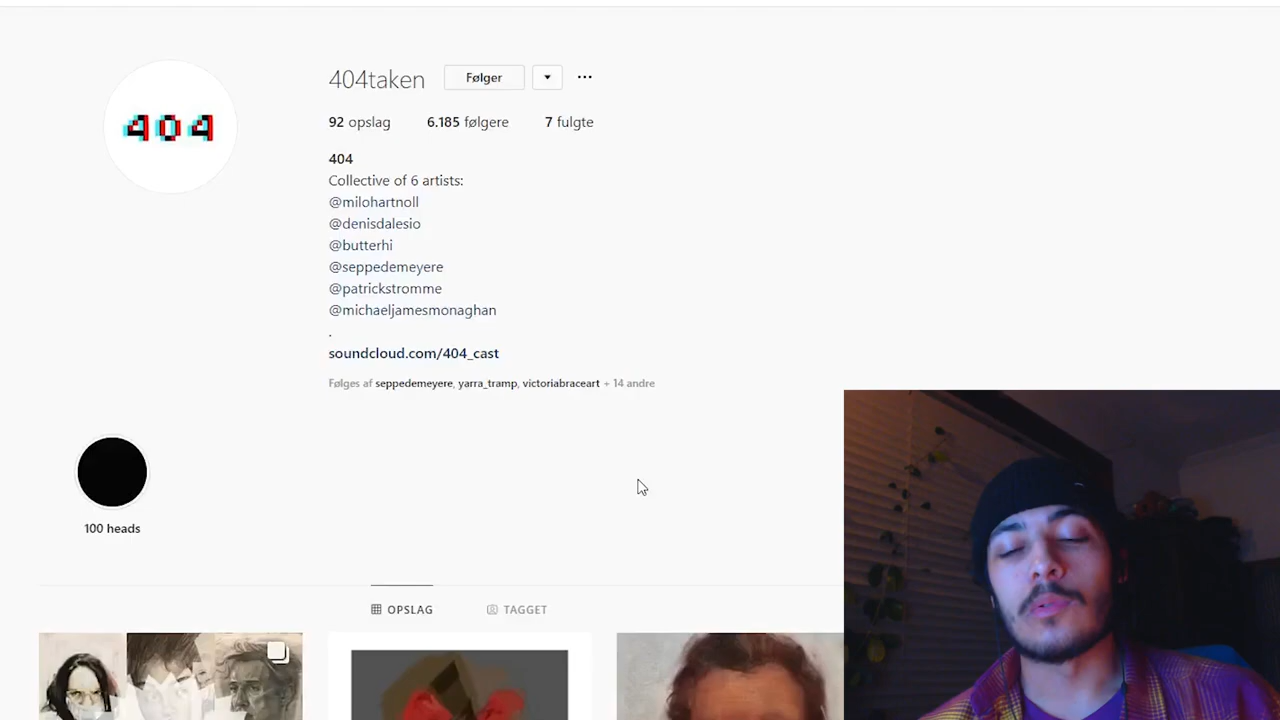 404
404taken Følger
92 opslag 6.185 følgere 7 fulgte
404
Collective of 6 artists:
@milohartnoll
@denisdalesio
@butterhi
@seppedemeyere
@patrickstromme
@michaeljamesmonaghan
.
soundcloud.com/404_cast
Følges af seppedemeyere, yarra_tramp, victoriabraceart + 14 andre
100 heads
OPSLAG TAGGET